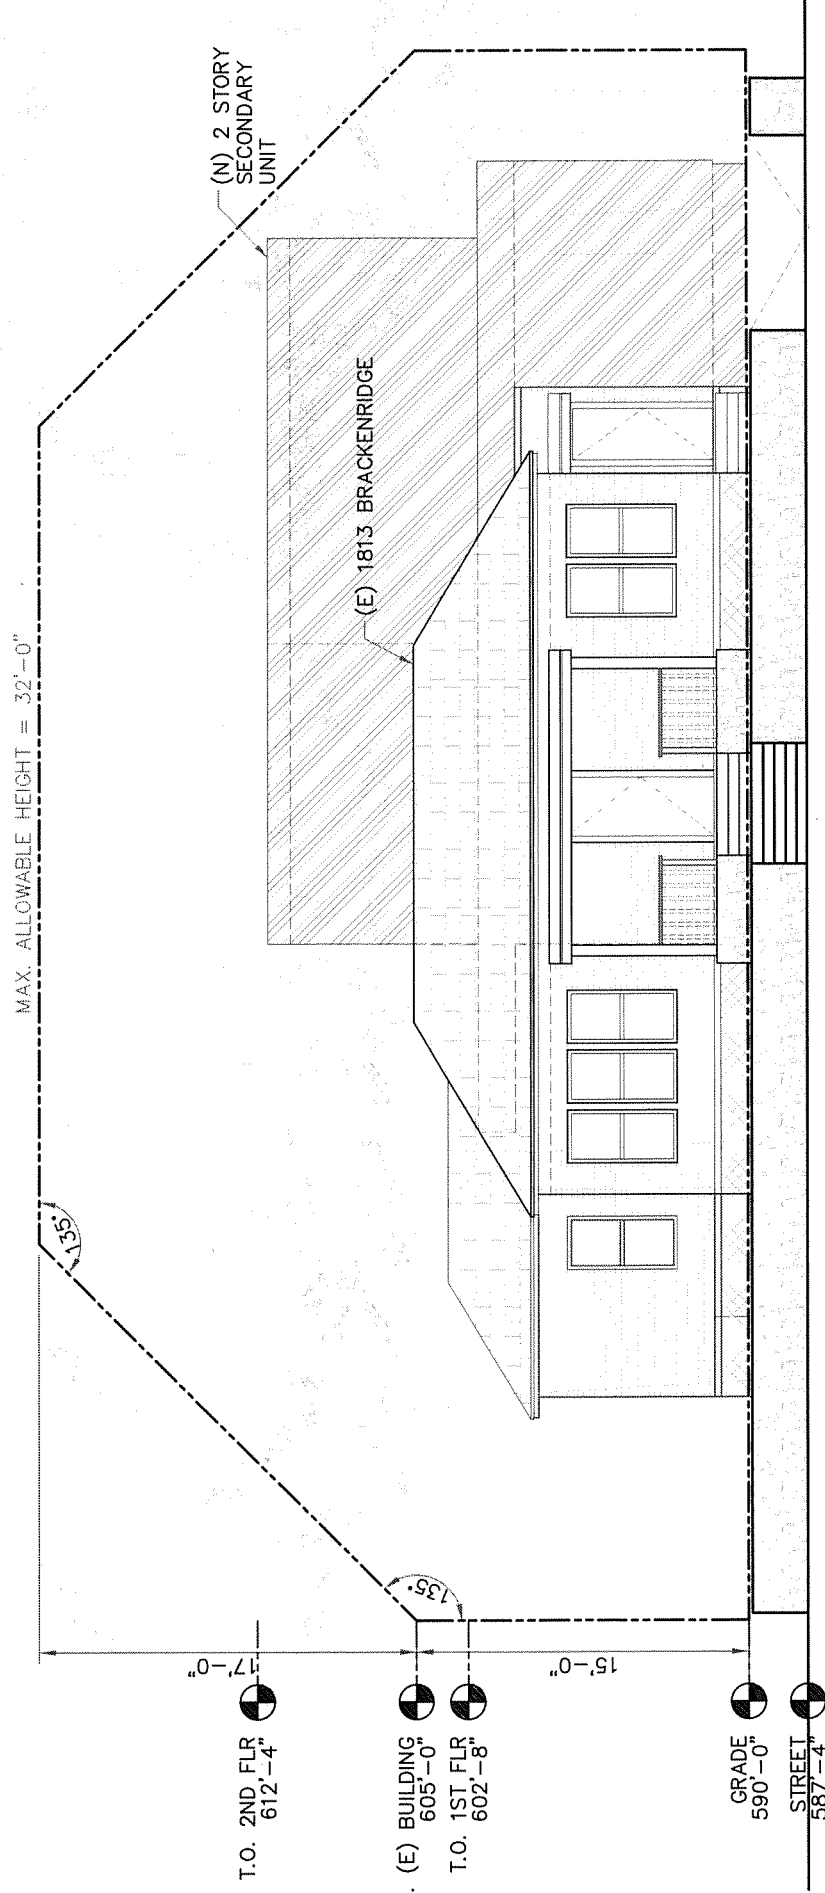 MAX. ALLOWABLE HEIGHT = 32'-0"
(N) 2 STORY
SECONDARY
UNIT
(E) 1813 BRACKENRIDGE
135°
135°
17'-0"
15'-0"
T.O. 2ND FLR
612'-4"
. (E) BUILDING
605'-0"
T.O. 1ST FLR
602'-8"
GRADE
590'-0"
STREET
587'-4"